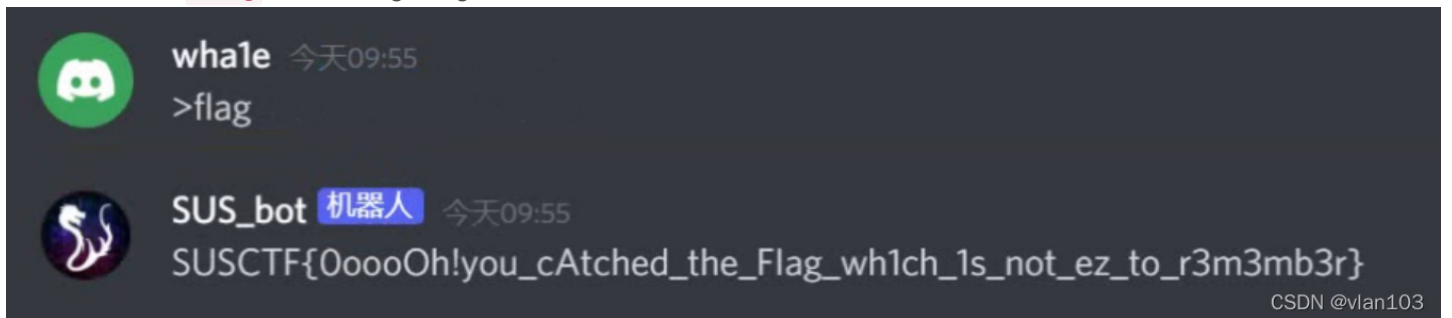 wha1e 今天09:55
>flag
SUS_bot 机器人 今天09:55
SUSCTF{0oooOh!you_cAtched_the_Flag_wh1ch_1s_not_ez_to_r3m3mb3r}
CSDN @vlan103